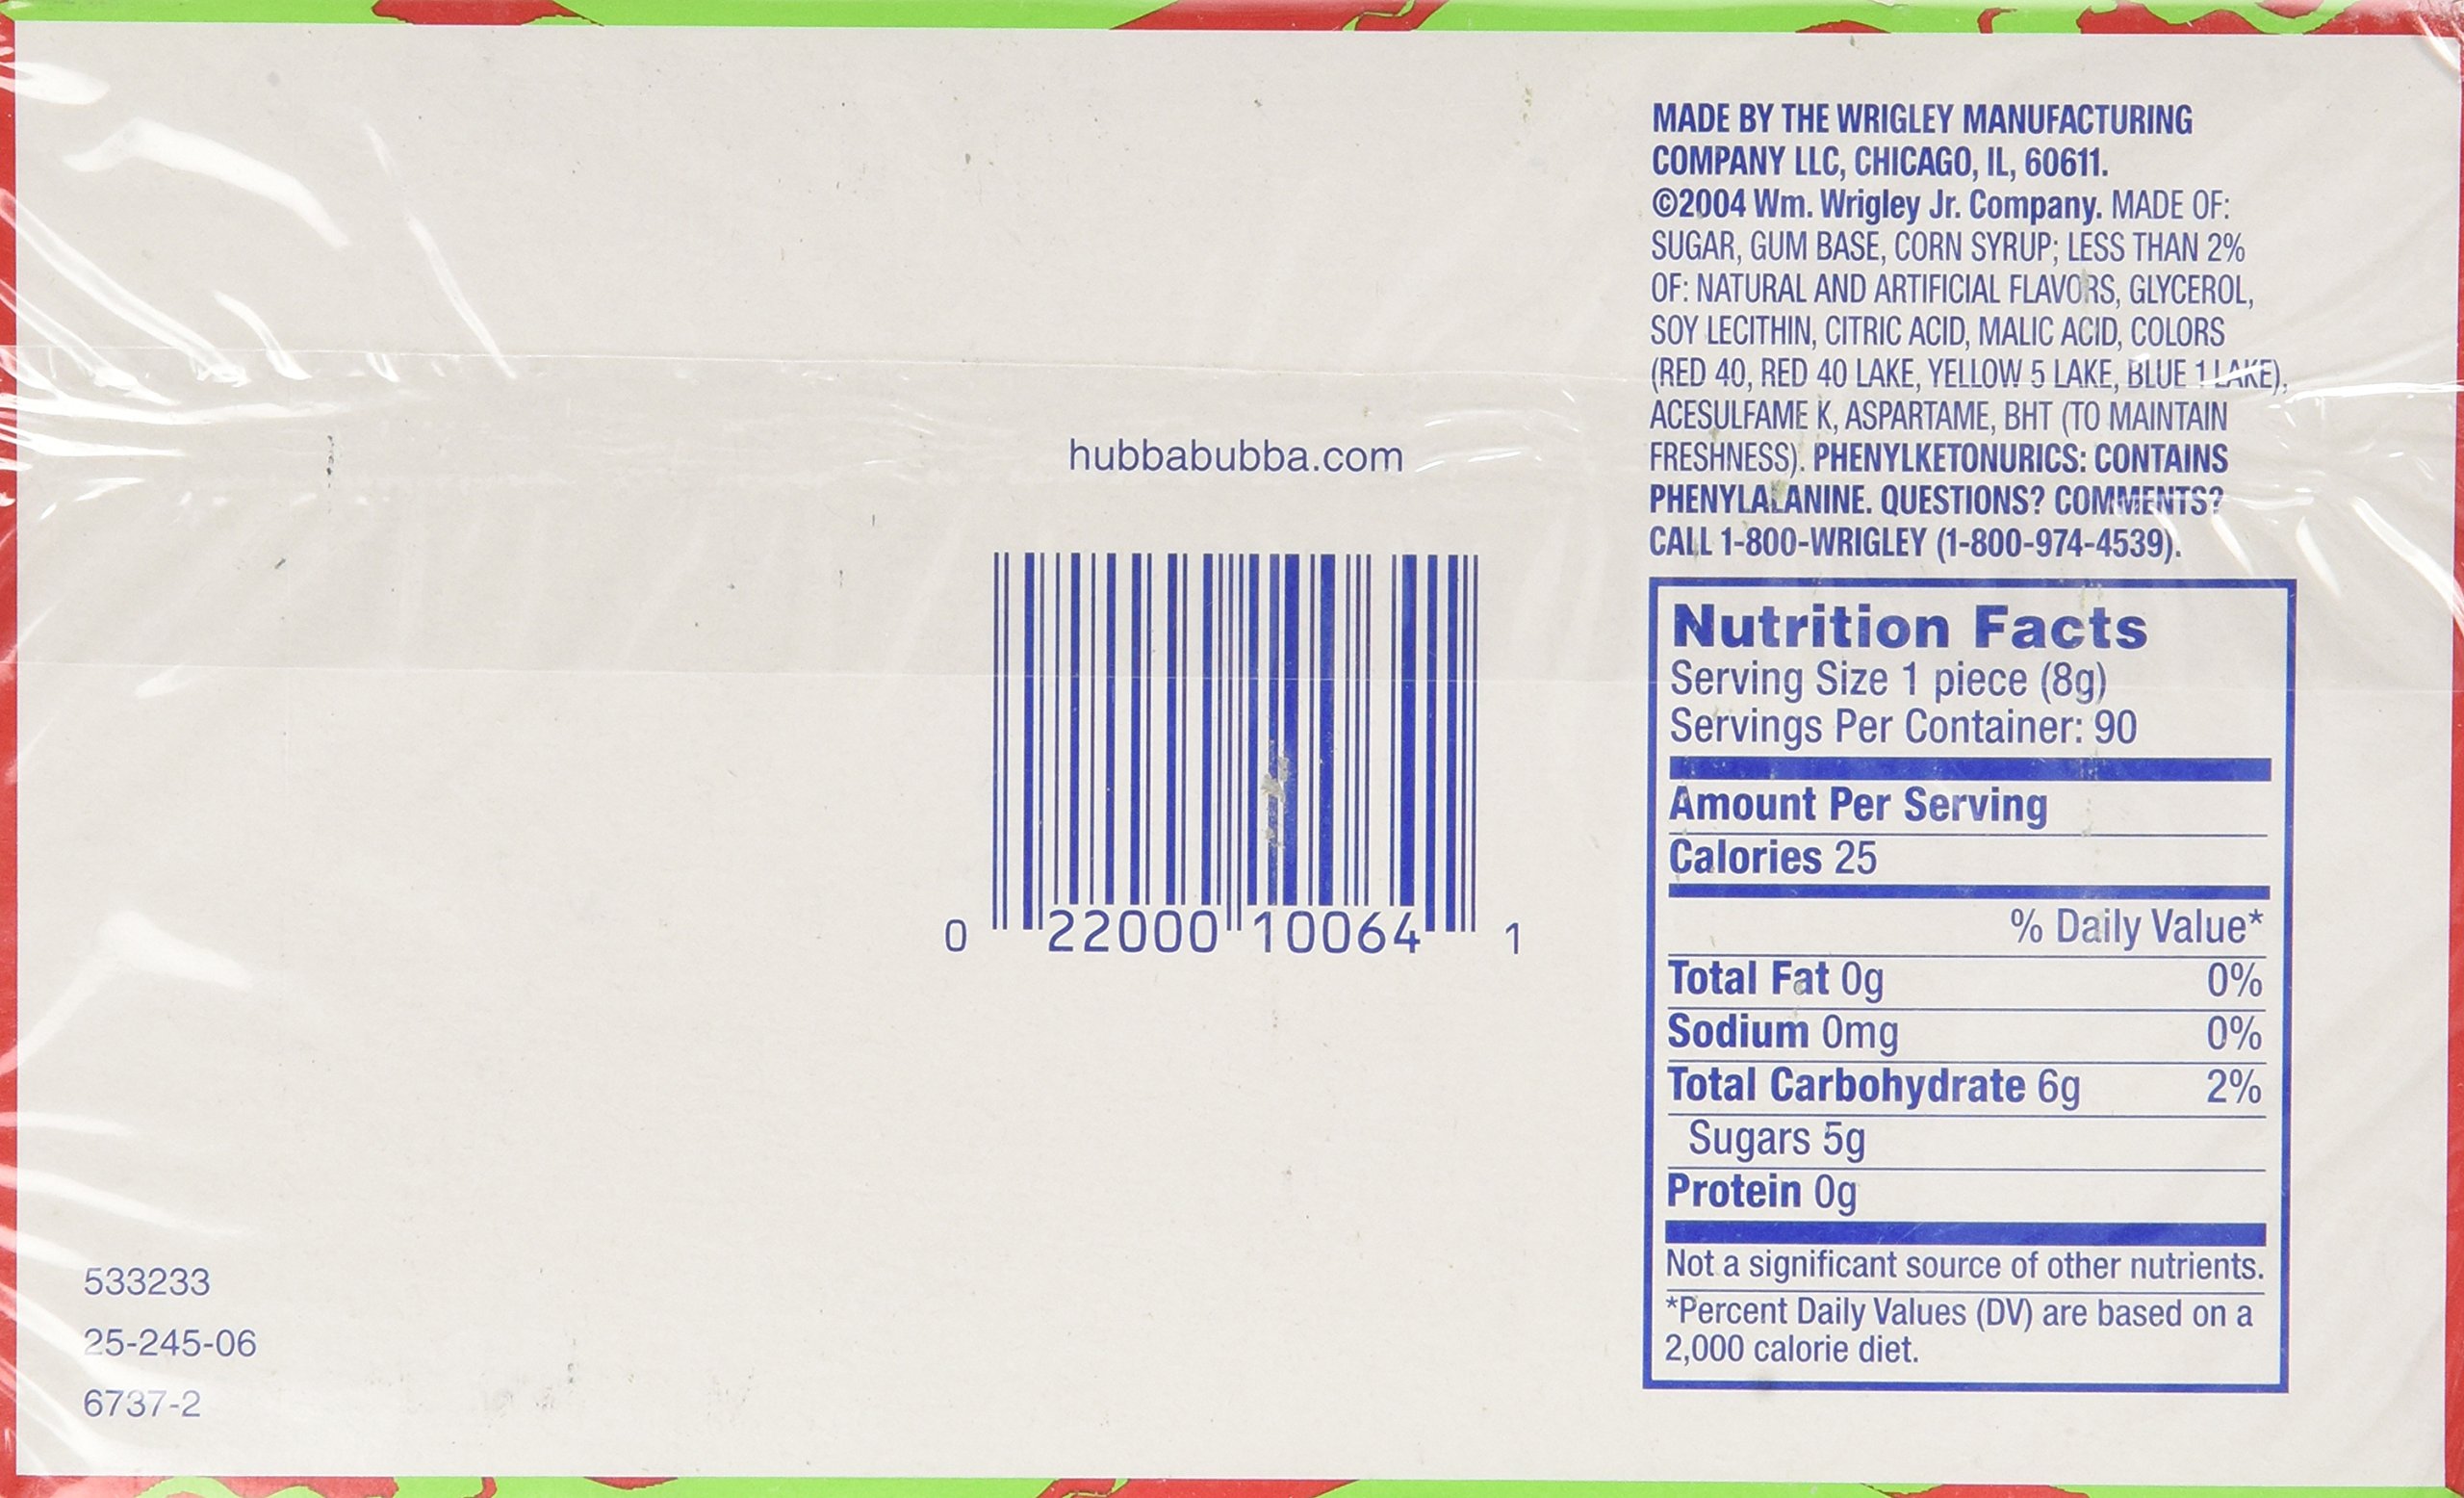 MADE BY THE WRIGLEY MANUFACTURING
COMPANY LLC, CHICAGO, IL, 60611.
©2004 Wm. Wrigley Jr. Company. MADE OF:
SUGAR, GUM BASE, CORN SYRUP; LESS THAN 2%
OF: NATURAL AND ARTIFICIAL FLAVORS, GLYCEROL,
SOY LECITHIN, CITRIC ACID, MALIC ACID, COLORS
(RED 40, RED 40 LAKE, YELLOW 5 LAKE, BLUE 1 LAKE),
ACESULFAME K, ASPARTAME, BHT (TO MAINTAIN
FRESHNESS). PHENYLKETONURICS: CONTAINS
PHENYLALANINE. QUESTIONS? COMMENTS?
CALL 1-800-WRIGLEY (1-800-974-4539).
hubbabubba.com
0 22000 10064 1
Nutrition Facts
Serving Size 1 piece (8g)
Servings Per Container: 90
Amount Per Serving
Calories 25
% Daily Value*
Total Fat 0g 0%
Sodium 0mg 0%
Total Carbohydrate 6g 2%
Sugars 5g
Protein 0g
Not a significant source of other nutrients.
*Percent Daily Values (DV) are based on a
2,000 calorie diet.
533233
25-245-06
6737-2